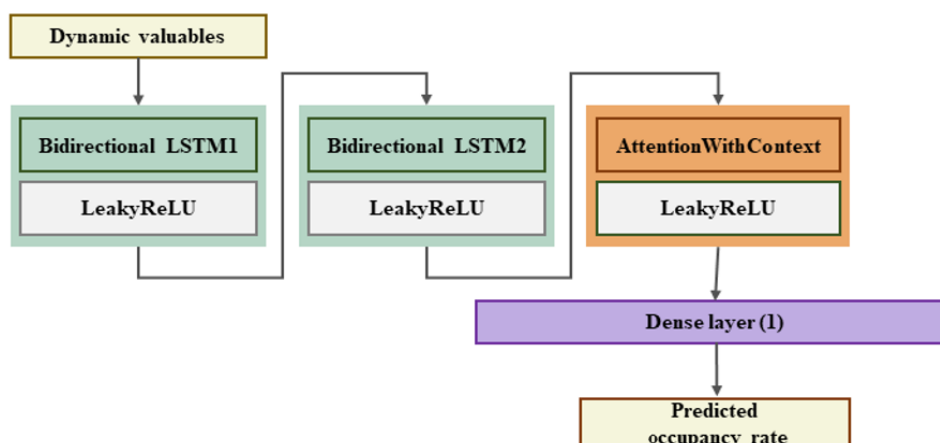 Dynamic valuables
Bidirectional LSTM1
LeakyReLU
Bidirectional LSTM2
LeakyReLU
AttentionWithContext
LeakyReLU
Dense layer (1)
Predicted
occupancy rate